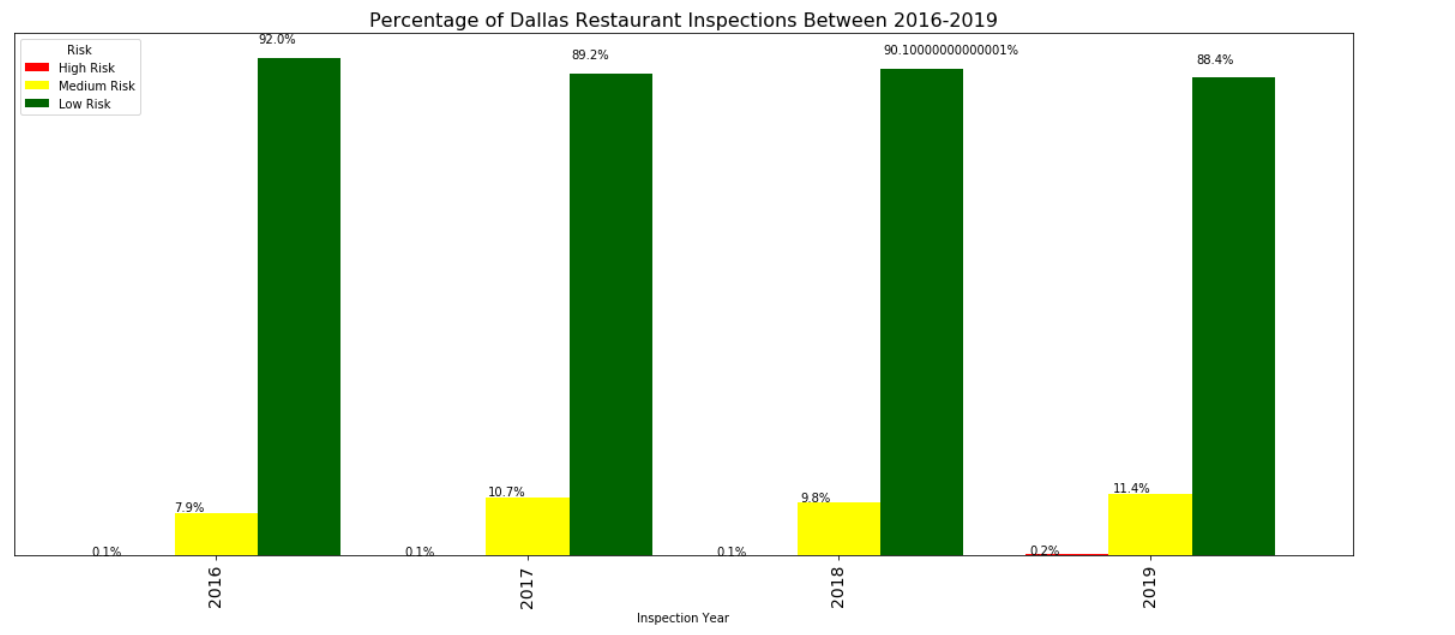 Percentage of Dallas Restaurant Inspections Between 2016-2019
Risk
High Risk
Medium Risk
Low Risk
92.0%
89.2%
90.10000000000001%
88.4%
7.9%
10.7%
9.8%
11.4%
0.1%
0.1%
0.1%
0.2%
2016
2017
2018
2019
Inspection Year